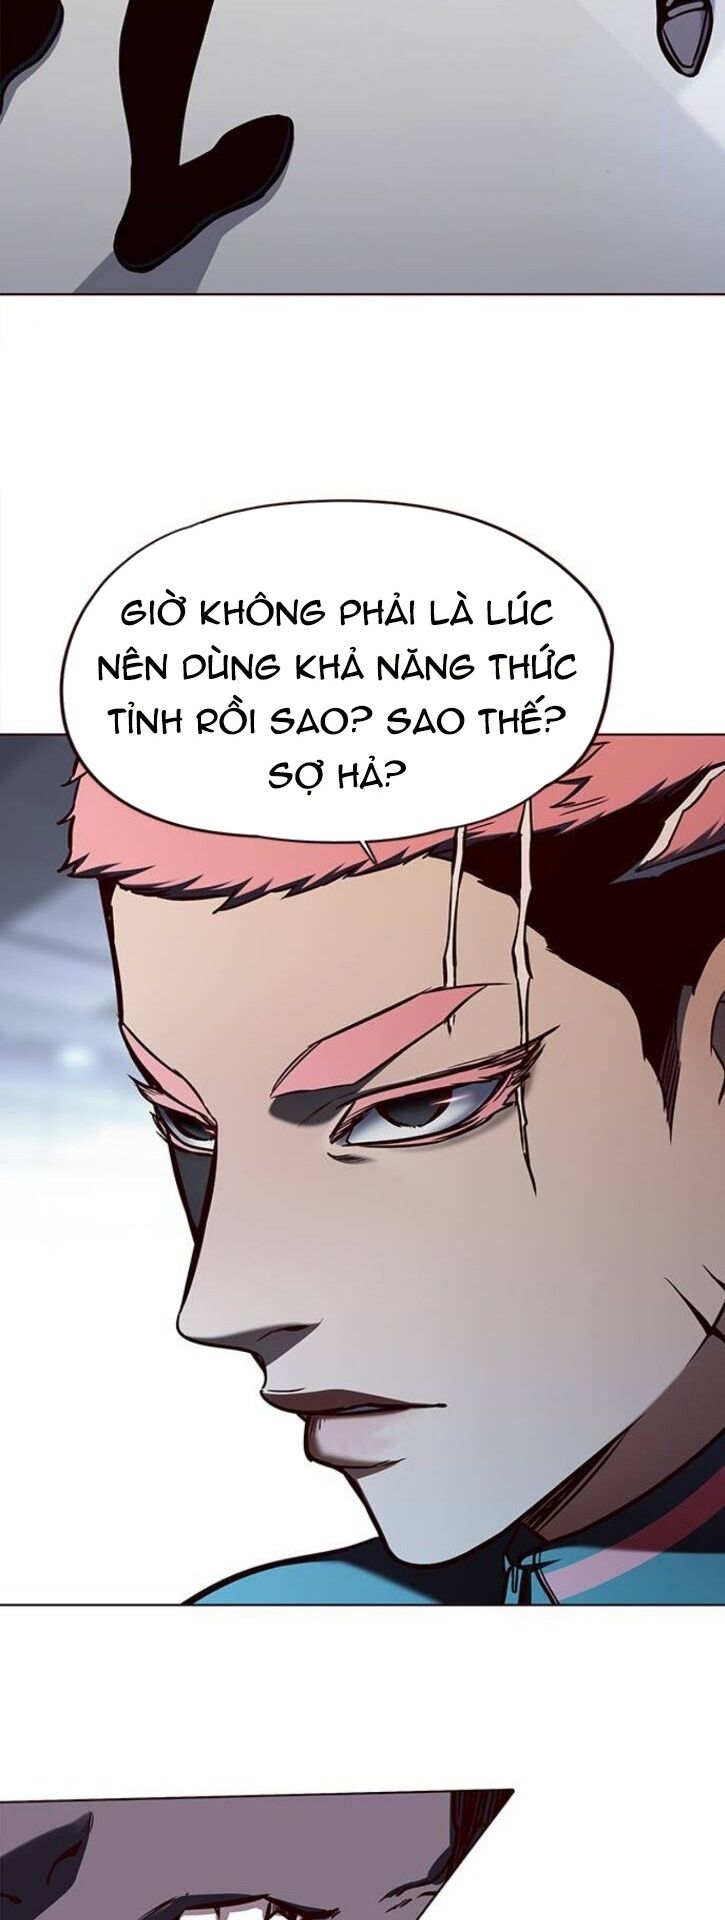 GIỜ KHÔNG PHẢI LÀ LÚC
NÊN DÙNG KHẢ NĂNG THỨC
TỈNH RỒI SAO? SAO THẾ?
SỢ HẢ?